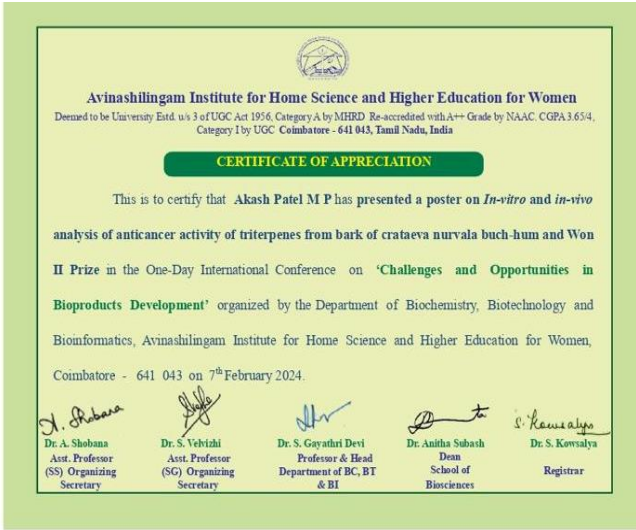 Avinashilingam Institute for Home Science and Higher Education for Women
Deemed to be University Estd. u/s 3 of UGC Act 1956, Category A by MHRD Re-accredited with A++ Grade by NAAC. CGPA 3.65/4,
Category I by UGC Coimbatore - 641 043, Tamil Nadu, India
CERTIFICATE OF APPRECIATION
This is to certify that Akash Patel M P has presented a poster on In-vitro and in-vivo
analysis of anticancer activity of triterpenes from bark of crataeva nurvala buch-hum and Won
II Prize in the One-Day International Conference on ‘Challenges and Opportunities in
Bioproducts Development’ organized by the Department of Biochemistry, Biotechnology and
Bioinformatics, Avinashilingam Institute for Home Science and Higher Education for Women,
Coimbatore - 641 043 on 7th February 2024.
A. Shobana
S. Kowsalya
Dr. A. Shobana
Asst. Professor
(SS) Organizing
Secretary
Dr. S. Velvizhi
Asst. Professor
(SG) Organizing
Secretary
Dr. S. Gayathri Devi
Professor & Head
Department of BC, BT
& BI
Dr. Anitha Subash
Dean
School of
Biosciences
Dr. S. Kowsalya
Registrar